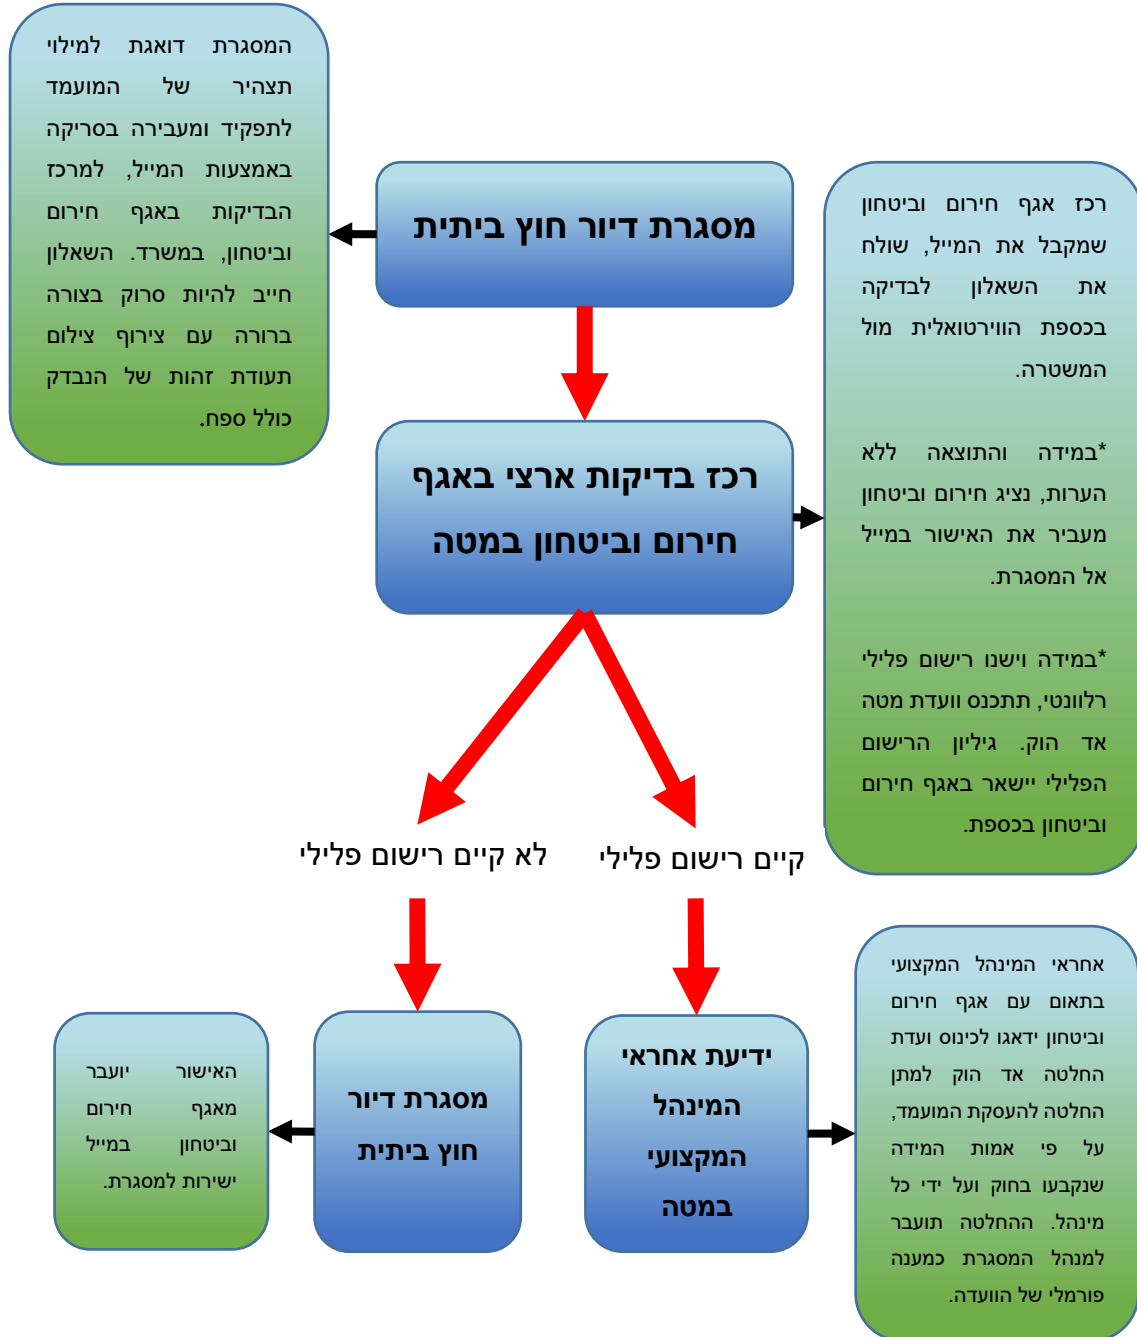 המסגרת דואגת למילוי
תצהיר של המועמד
לתפקיד ומעבירה בסריקה
באמצעות המייל, למרכז
הבדיקות באגף חירום
וביטחון, במשרד. השאלון
חייב להיות סרוק בצורה
ברורה עם צירוף צילום
תעודת זהות של הנבדק
כולל ספח.
מסגרת דיור חוץ ביתית
רכז אגף חירום וביטחון
שמקבל את המייל, שולח
את השאלון לבדיקה
בכספת הווירטואלית מול
המשטרה.
*במידה והתוצאה ללא
הערות, נציג חירום וביטחון
מעביר את האישור במייל
אל המסגרת.
*במידה וישנו רישום פלילי
רלוונטי, תתכנס וועדת מטה
אד הוק. גיליון הרישום
הפלילי יישאר באגף חירום
וביטחון בכספת.
רכז בדיקות ארצי באגף
חירום וביטחון במטה
קיים רישום פלילי
לא קיים רישום פלילי
אחראי המינהל המקצועי
בתאום עם אגף חירום
וביטחון ידאגו לכינוס ועדת
החלטה אד הוק למתן
החלטה להעסקת המועמד,
על פי אמות המידה
שנקבעו בחוק ועל ידי כל
מינהל. ההחלטה תועבר
למנהל המסגרת כמענה
פורמלי של הוועדה.
ידיעת אחראי
המינהל
המקצועי
במטה
מסגרת דיור
חוץ ביתית
האישור יועבר
מאגף חירום
וביטחון במייל
ישירות למסגרת.